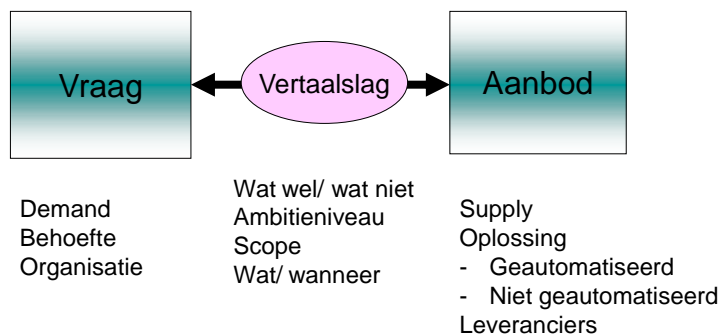 Vraag
Vertaalslag
Aanbod
Demand
Behoefte
Organisatie
Wat wel/ wat niet
Ambitieniveau
Scope
Wat/ wanneer
Supply
Oplossing
- Geautomatiseerd
- Niet geautomatiseerd
Leveranciers